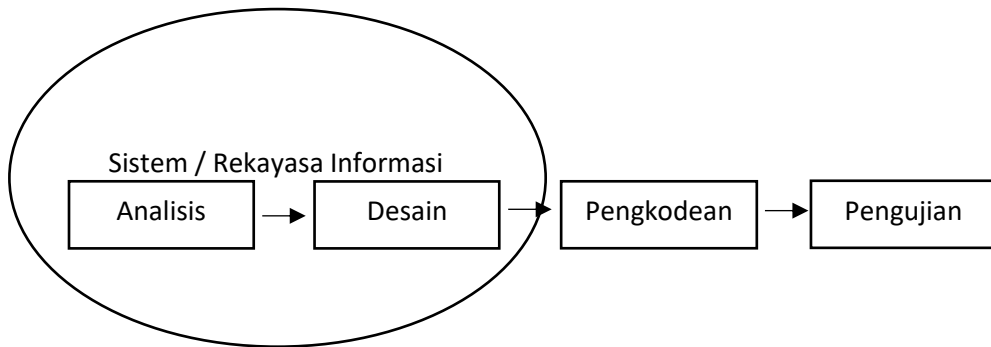 Sistem / Rekayasa Informasi
Analisis
Desain
Pengkodean
Pengujian